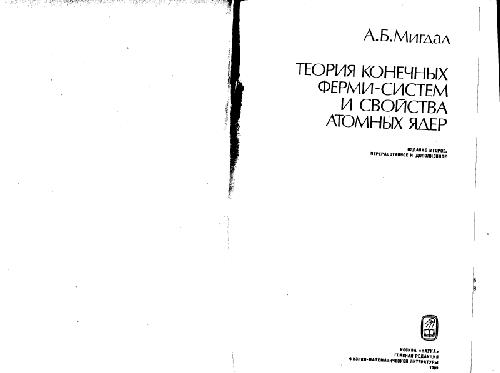 А.Б.Мигдал
ТЕОРИЯ КОНЕЧНЫХ
ФЕРМИ-СИСТЕМ
И СВОЙСТВА
АТОМНЫХ ЯДЕР
ИЗДАНИЕ ВТОРОЕ,
ПЕРЕРАБОТАННОЕ И ДОПОЛНЕННОЕ
МОСКВА «НАУКА»
ГЛАВНАЯ РЕДАКЦИЯ
ФИЗИКО-МАТЕМАТИЧЕСКОЙ ЛИТЕРАТУРЫ